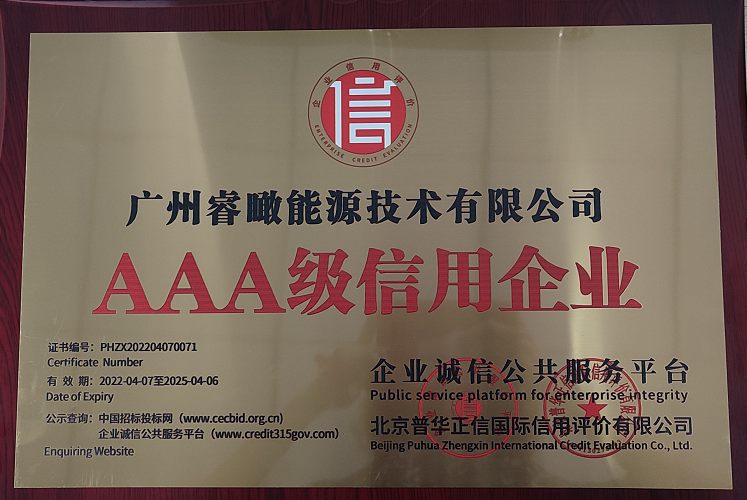 企业信用评价
信
ENTERPRISE CREDIT EVALUATION
广州睿瞰能源技术有限公司
AAA级信用企业
证书编号：PHZX202204070071
Certificate Number
有 效 期：2022-04-07至2025-04-06
Date of Expiry
公示查询：中国招标投标网（www.cecbid.org.cn）
企业诚信公共服务平台（www.credit315gov.com）
Enquiring Website
企业诚信公共服务平台
Public service platform for enterprise integrity
北京普华正信国际信用评价有限公司
Beijing Puhua Zhengxin International Credit Evaluation Co., Ltd.